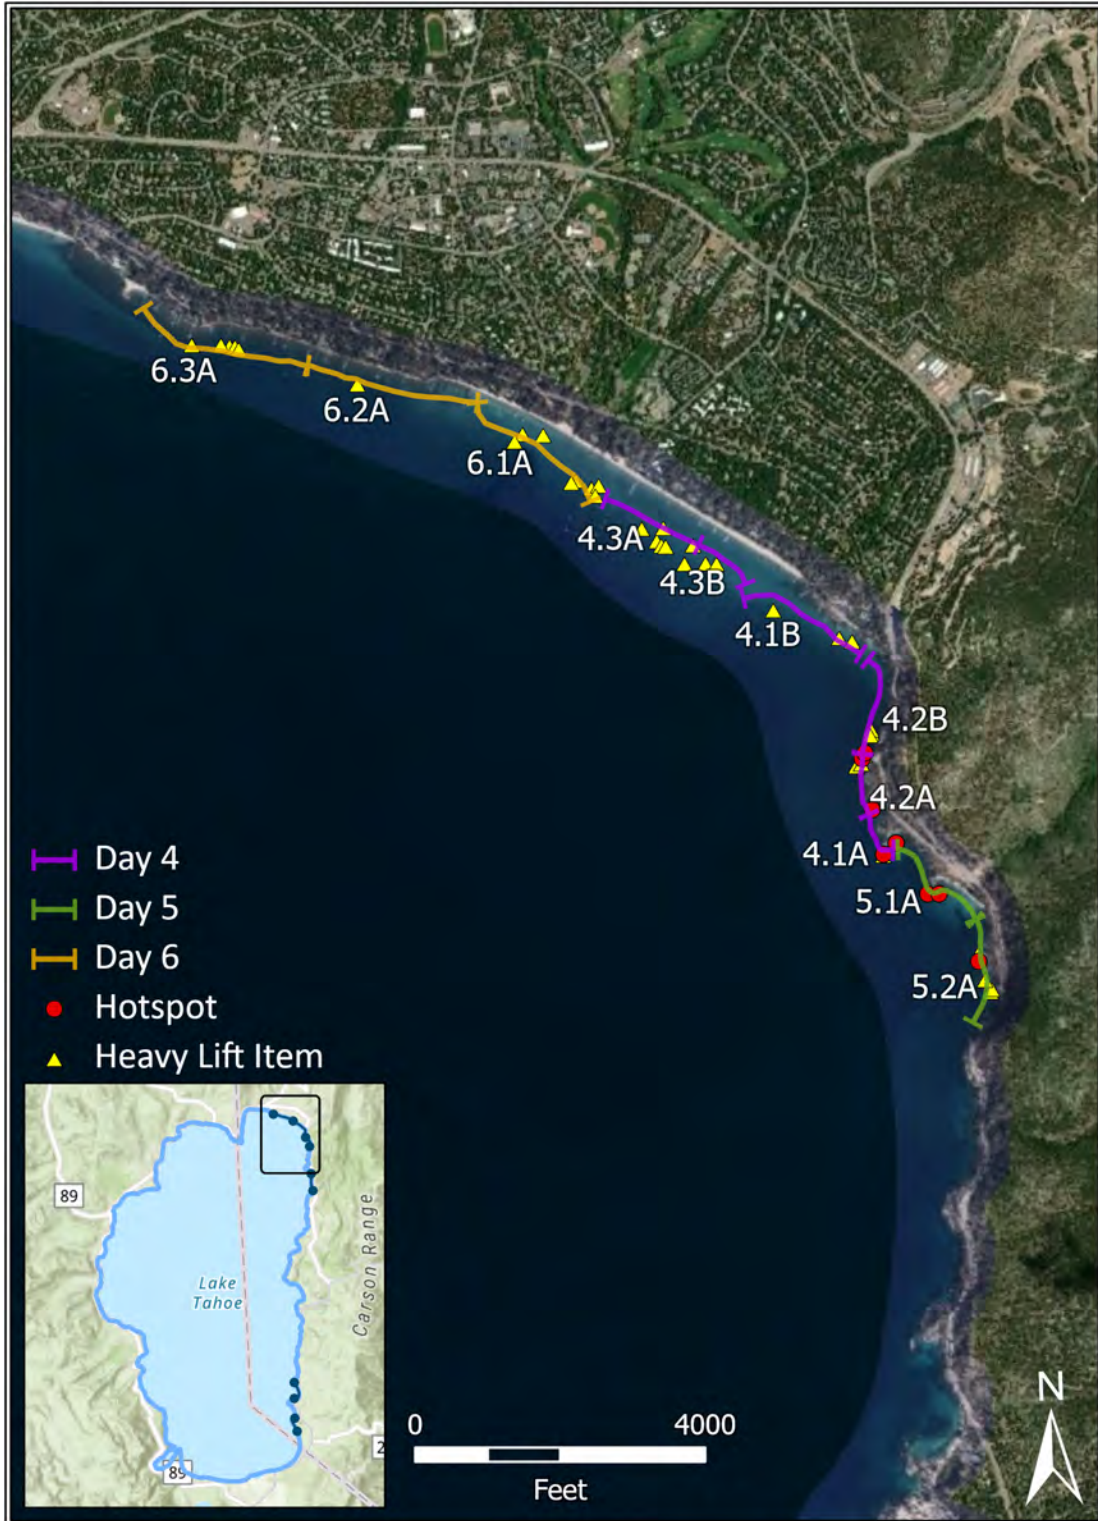 6.3A
6.2A
6.1A
4.3A
4.3B
4.1B
4.2B
4.2A
4.1A
5.1A
5.2A
Day 4
Day 5
Day 6
Hotspot
Heavy Lift Item
89
Lake
Tahoe
Carson Range
2
89
0 4000
Feet
N